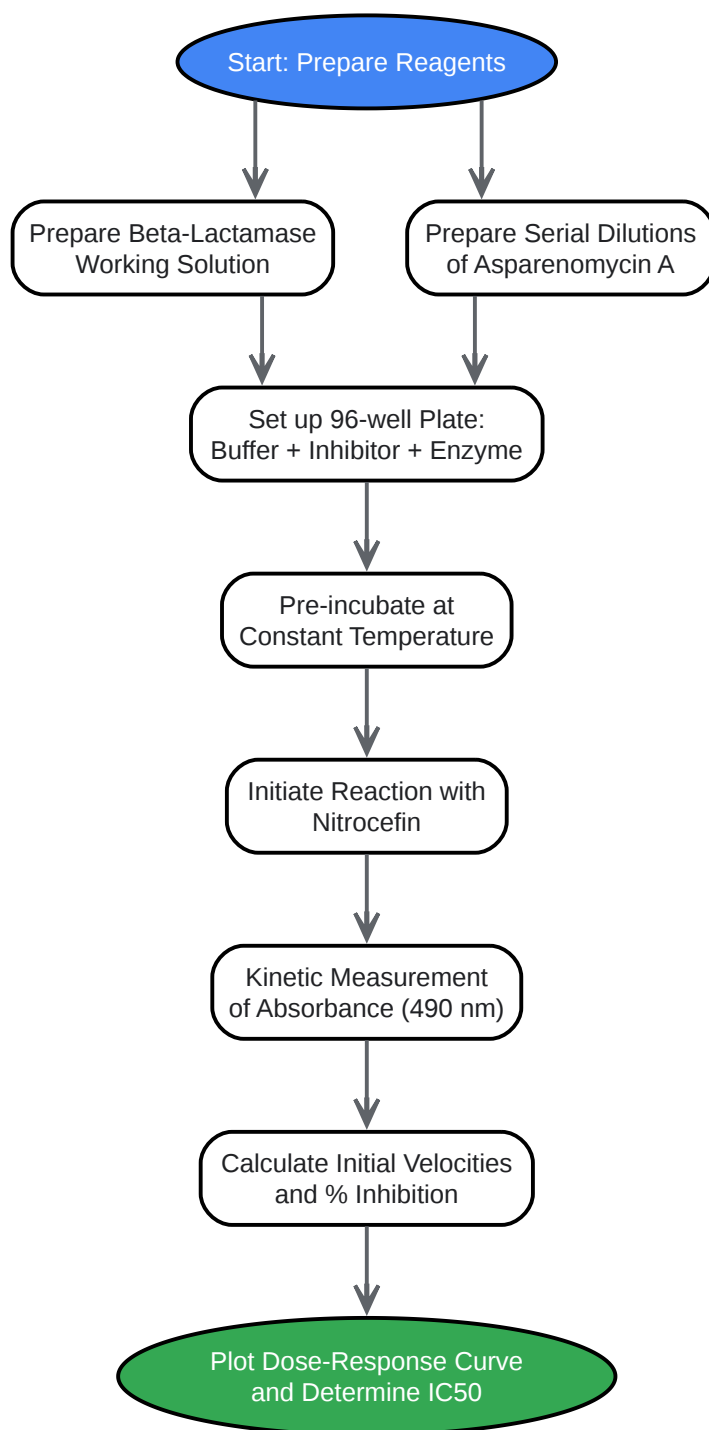 Start: Prepare Reagents
Prepare Beta-Lactamase
Working Solution
Prepare Serial Dilutions
of Asparenomycin A
Set up 96-well Plate:
Buffer + Inhibitor + Enzyme
Pre-incubate at
Constant Temperature
Initiate Reaction with
Nitrocefin
Kinetic Measurement
of Absorbance (490 nm)
Calculate Initial Velocities
and % Inhibition
Plot Dose-Response Curve
and Determine IC50